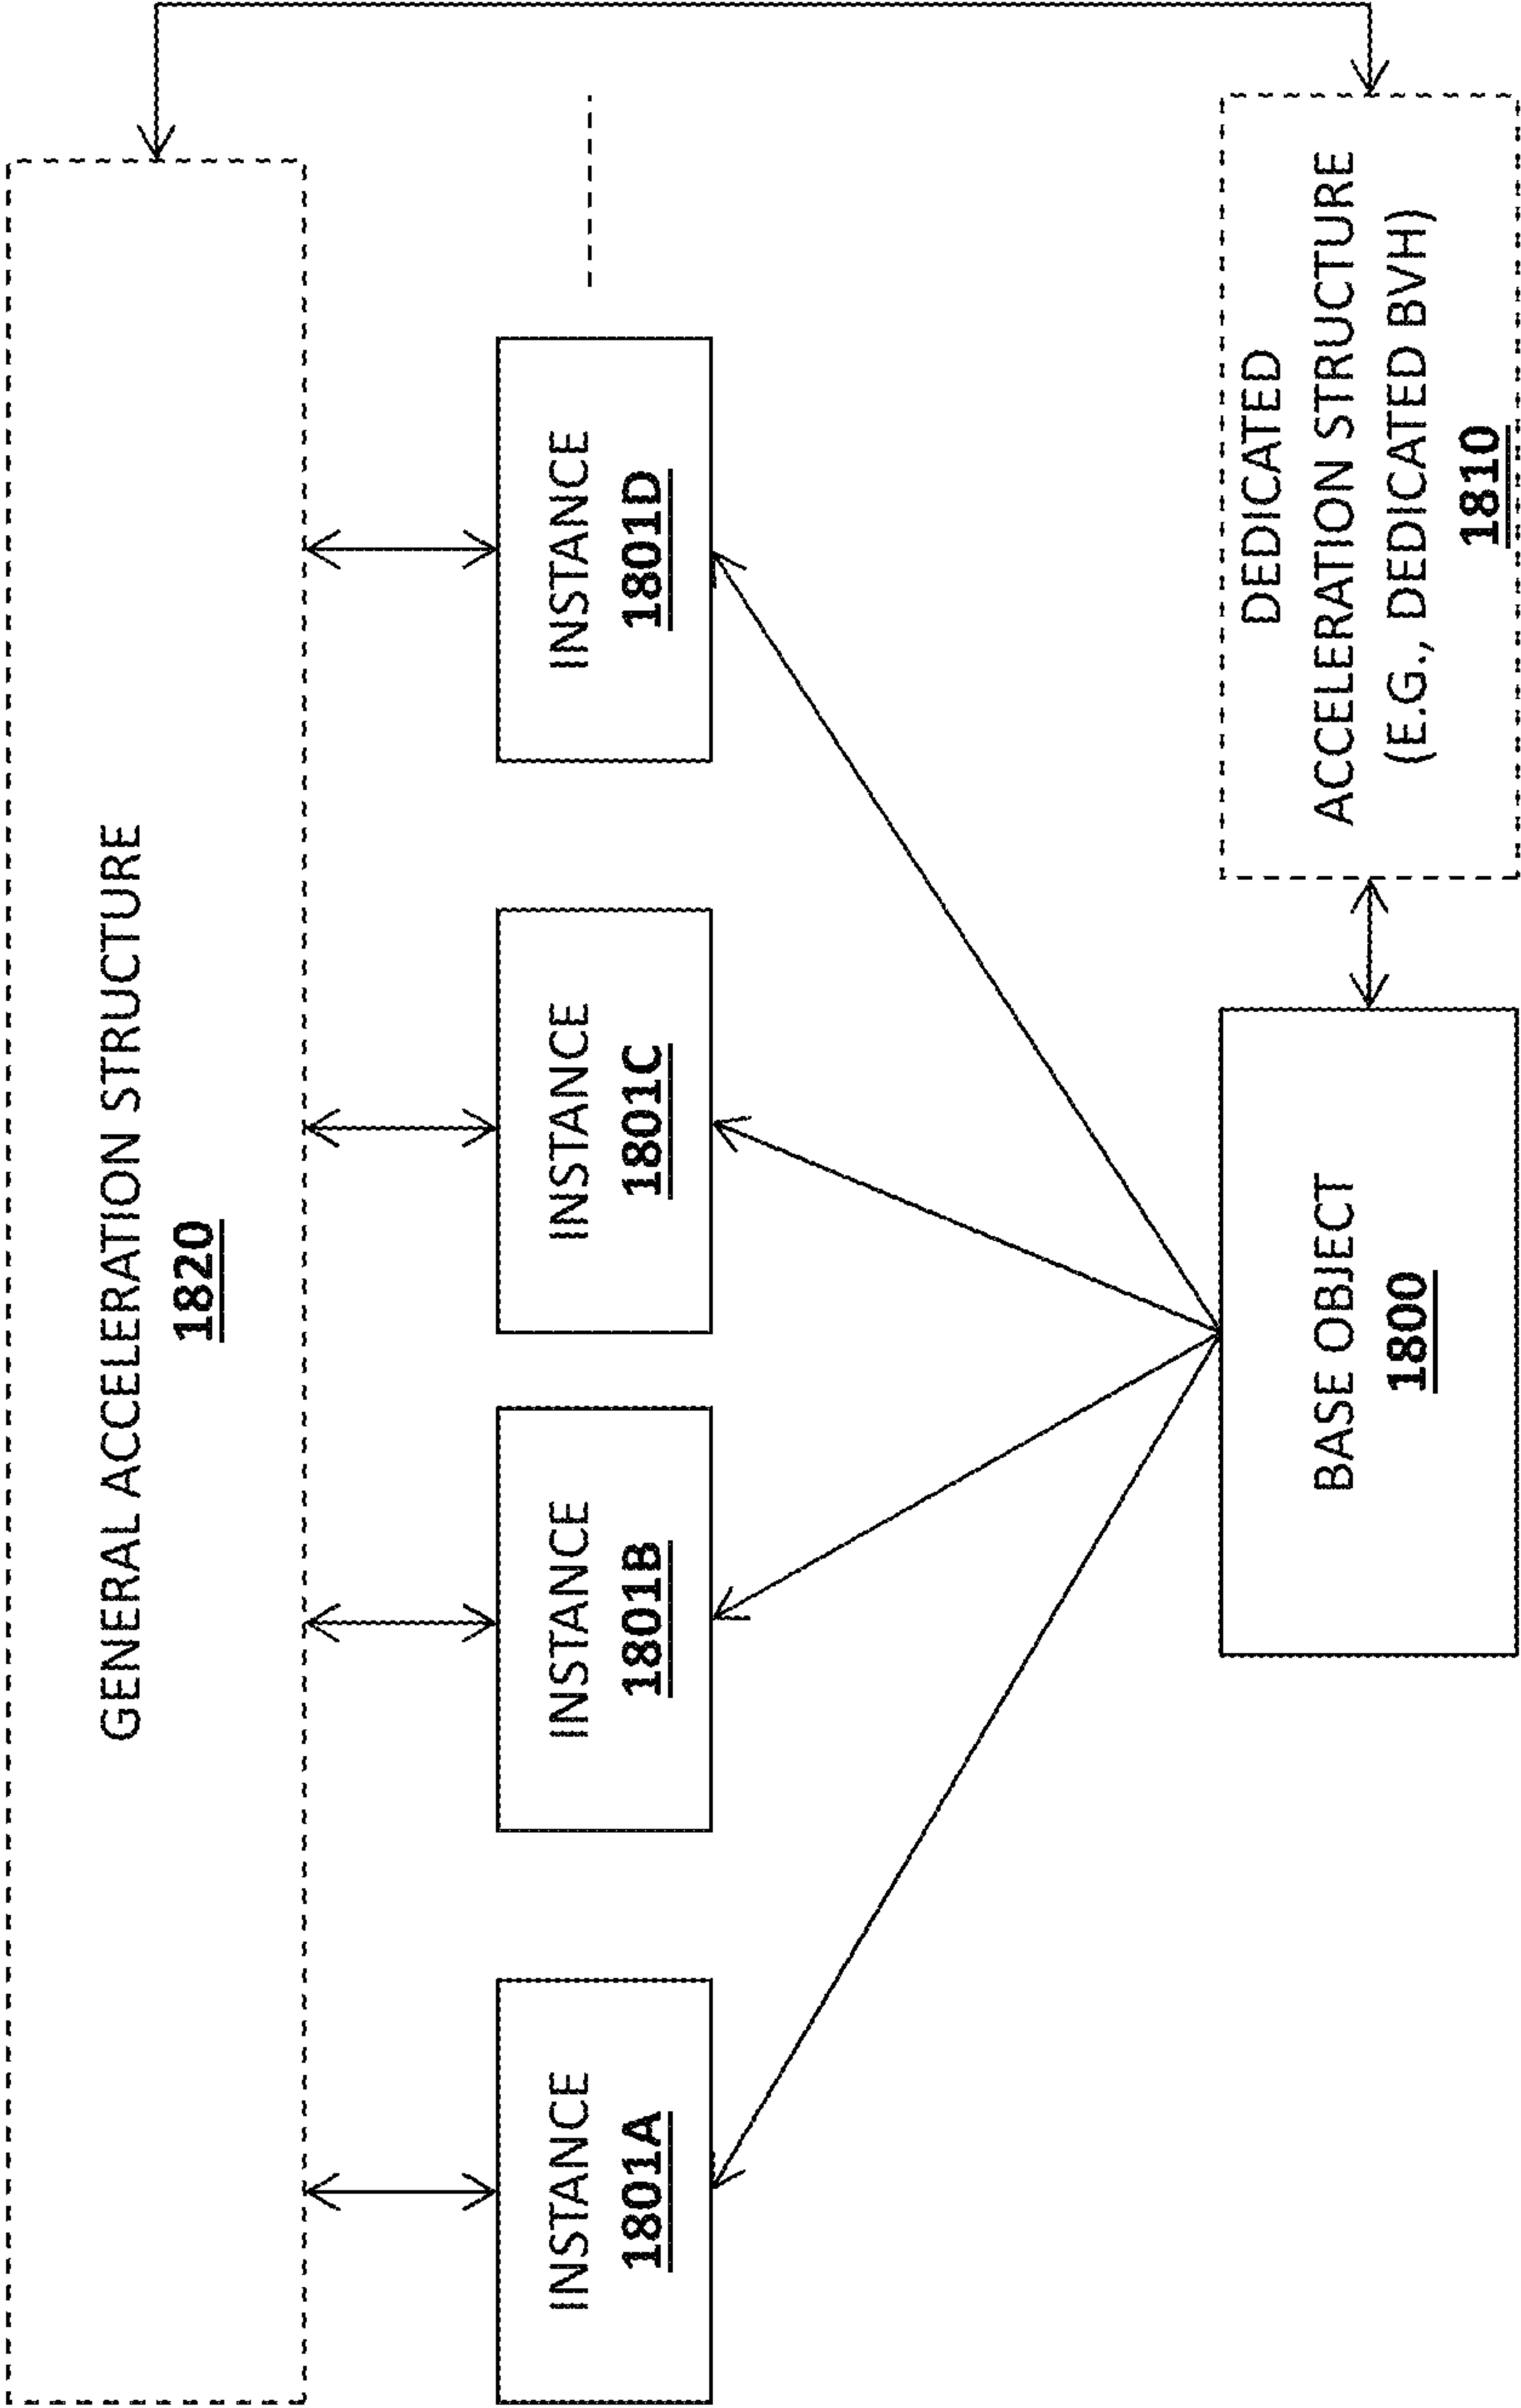 GENERAL ACCELERATION STRUCTURE
1820
INSTANCE
1801A
INSTANCE
1801B
INSTANCE
1801C
INSTANCE
1801D
BASE OBJECT
1800
DEDICATED
ACCELERATION STRUCTURE
(E.G., DEDICATED BVH)
1810